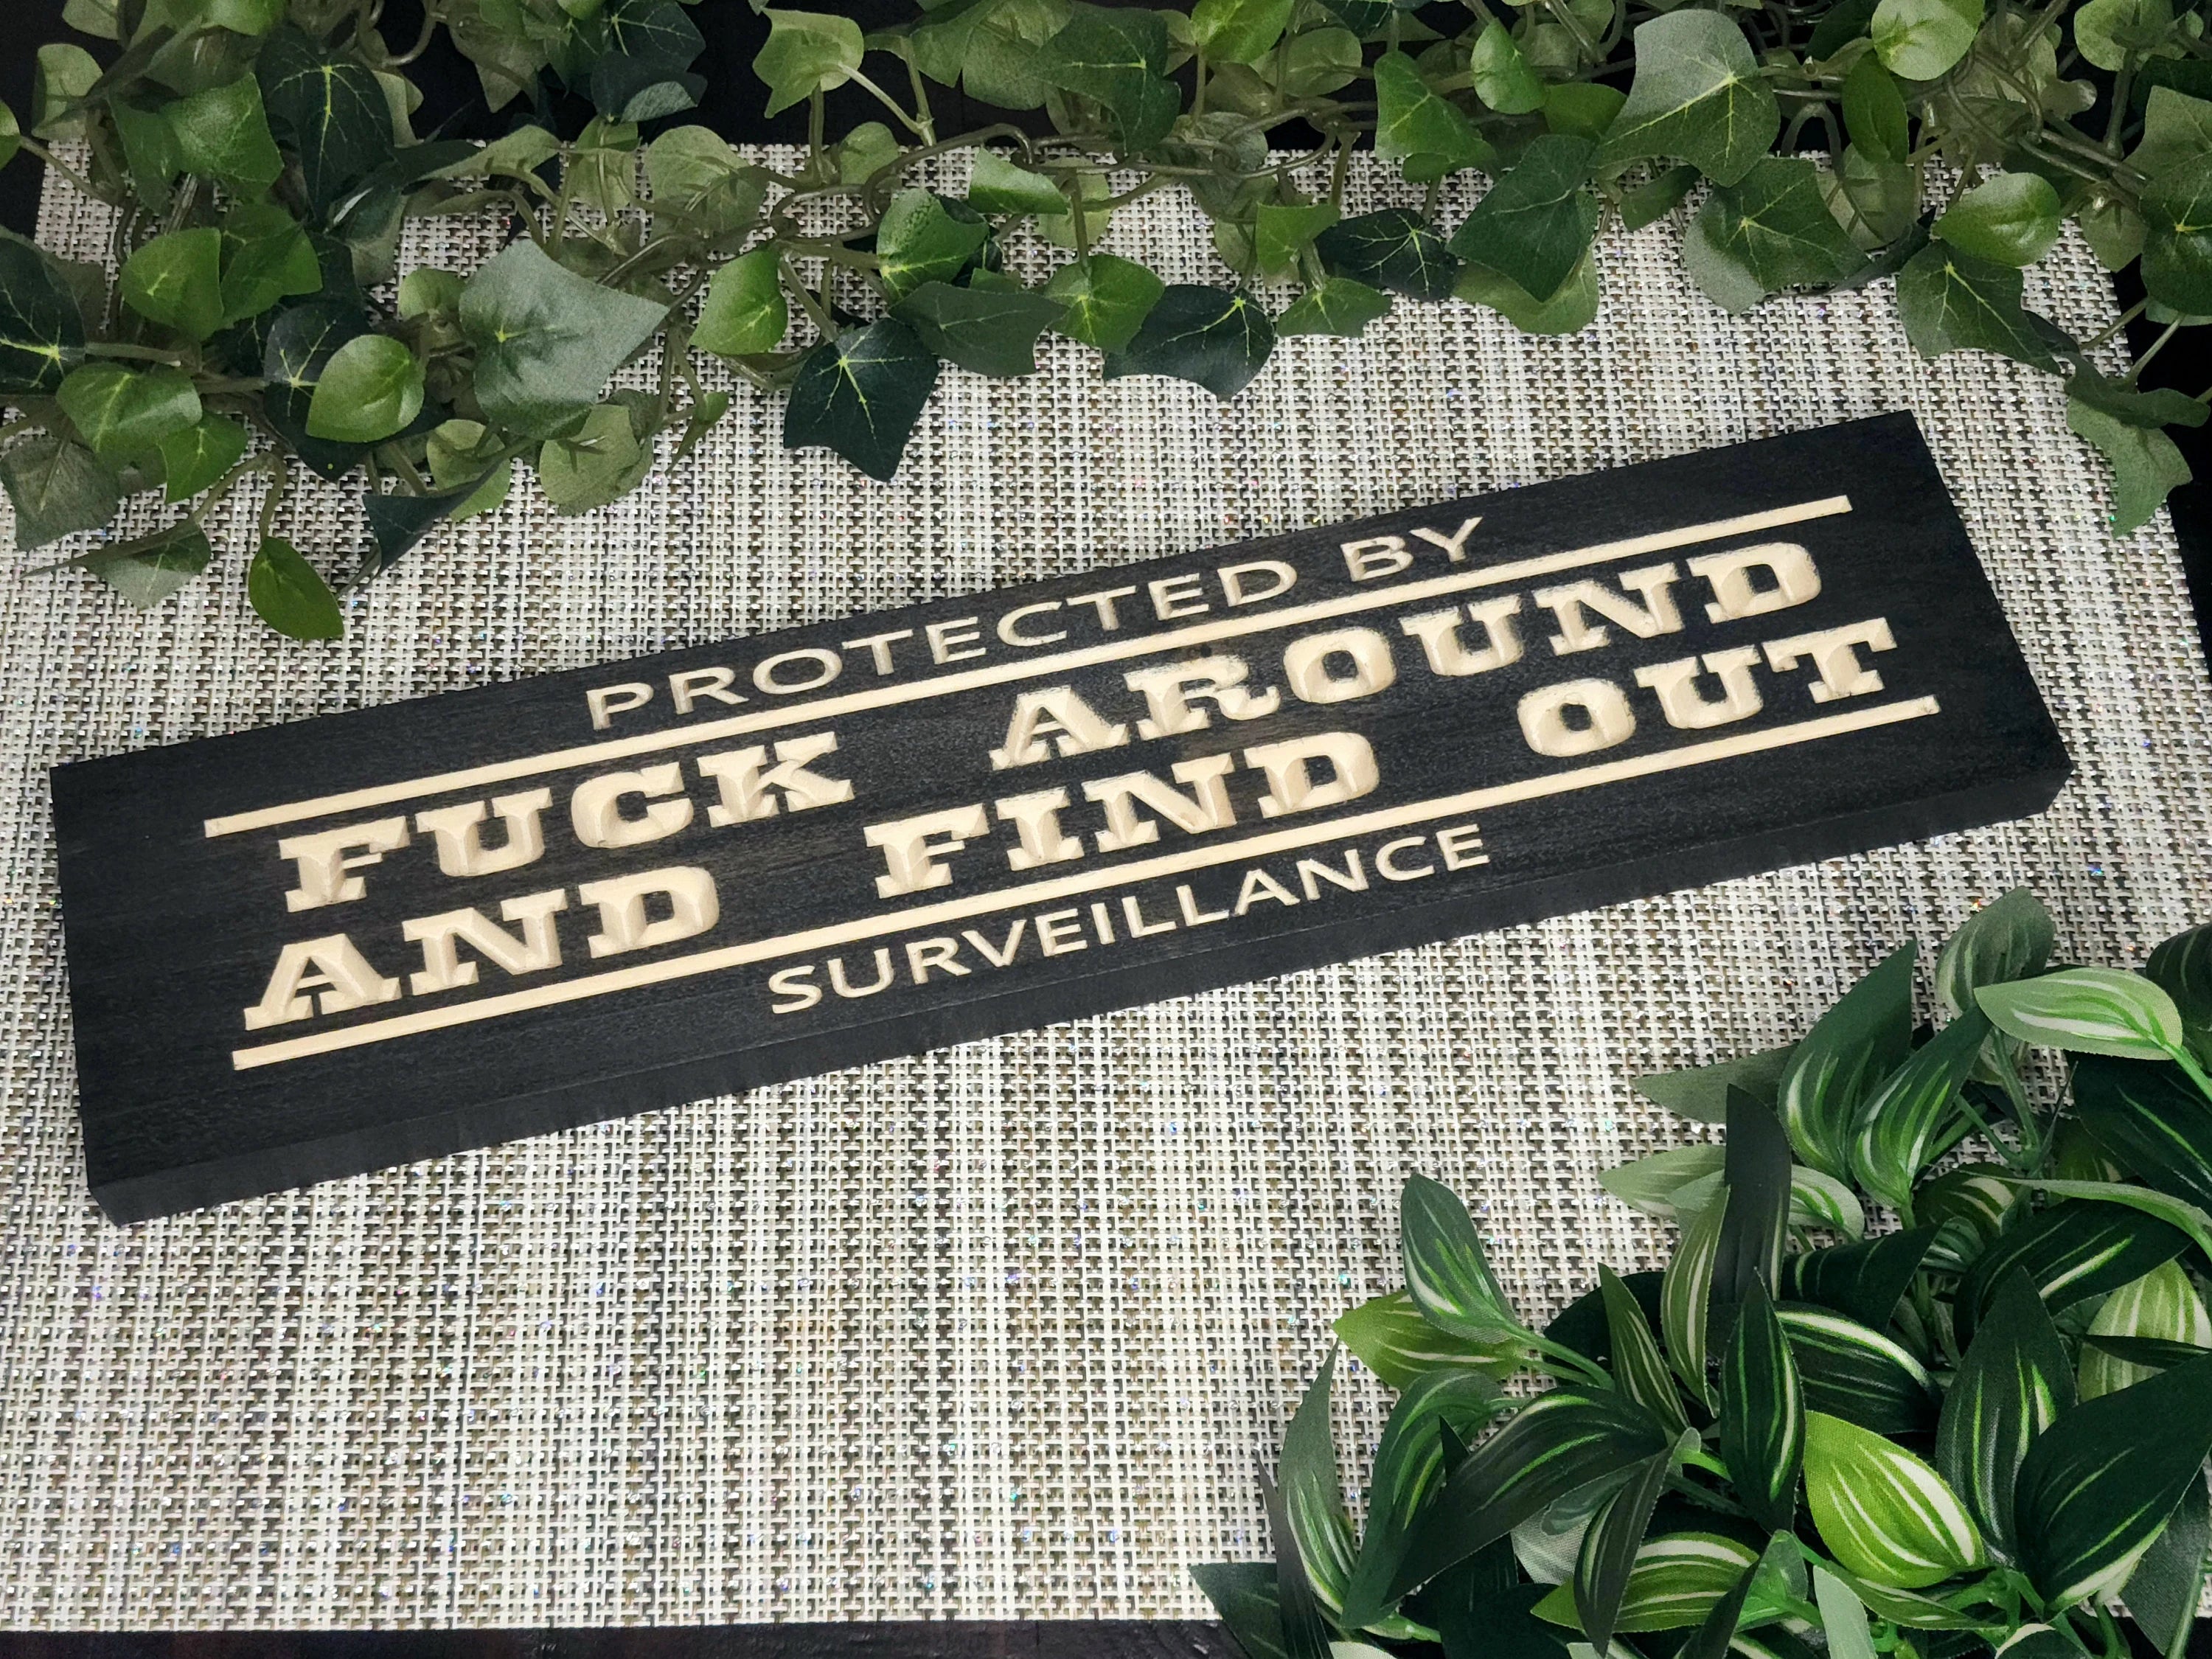 PROTECTED BY
FUCK AROUND
AND FIND OUT
SURVEILLANCE